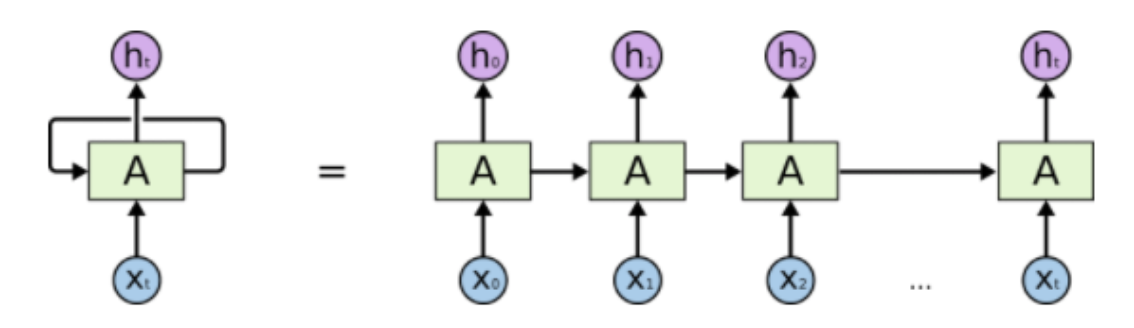 hₜ h₀ h₁ h₂ hₜ
A = A A A A
xₜ x₀ x₁ x₂ ... xₜ